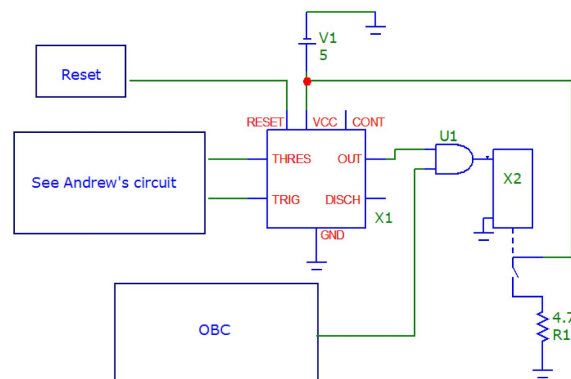 V1
5
Reset
RESET
VCC
CONT
U1
See Andrew's circuit
THRES
OUT
X2
TRIG
DISCH
X1
GND
OBC
4.7
R1